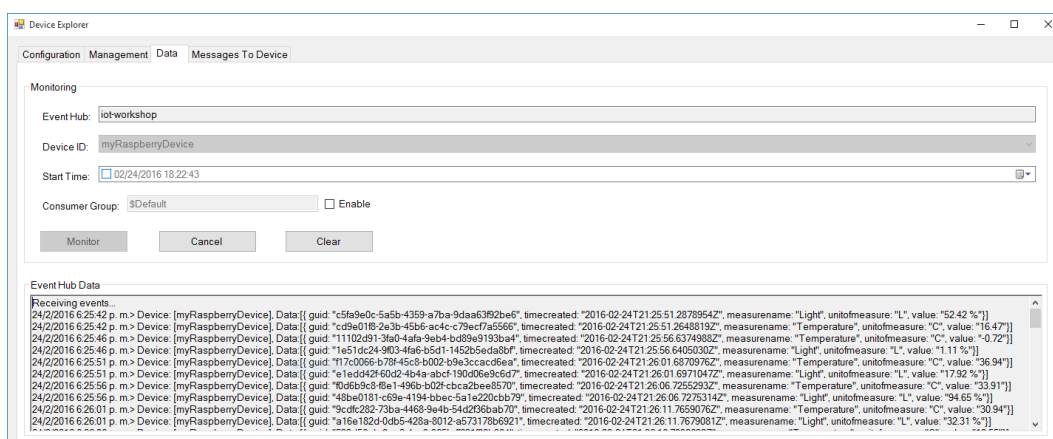 Device Explorer
Configuration Management Data Messages To Device
Monitoring
Event Hub: iot-workshop
Device ID: myRaspberryDevice
Start Time: 02/24/2016 18:22:43
Consumer Group: $Default Enable
Monitor Cancel Clear
Event Hub Data
Receiving events...
24/2/2016 6:25:42 p. m.> Device: [myRaspberryDevice], Data:[{ guid: "c5fa9e0c-5a5b-4359-a7ba-9daa63f92be6", timecreated: "2016-02-24T21:25:51.2878954Z", measurename: "Light", unitofmeasure: "L", value: "52.42 %"}]
24/2/2016 6:25:42 p. m.> Device: [myRaspberryDevice], Data:[{ guid: "cd9e01f8-2e3b-45b6-ac4c-c79ecf7a5566", timecreated: "2016-02-24T21:25:51.2648819Z", measurename: "Temperature", unitofmeasure: "C", value: "16.47"}]
24/2/2016 6:25:46 p. m.> Device: [myRaspberryDevice], Data:[{ guid: "11102d91-3fa0-4afa-9eb4-bd89e9193ba4", timecreated: "2016-02-24T21:25:56.6374988Z", measurename: "Temperature", unitofmeasure: "C", value: "-0.72"}]
24/2/2016 6:25:46 p. m.> Device: [myRaspberryDevice], Data:[{ guid: "1e51dc24-9f03-4fa6-b5d1-1452b5eda8bf", timecreated: "2016-02-24T21:25:56.6405030Z", measurename: "Light", unitofmeasure: "L", value: "1.11 %"}]
24/2/2016 6:25:51 p. m.> Device: [myRaspberryDevice], Data:[{ guid: "f17c0066-b78f-45c8-b002-b9e3ccacd6ea", timecreated: "2016-02-24T21:26:01.6870976Z", measurename: "Temperature", unitofmeasure: "C", value: "36.94"}]
24/2/2016 6:25:51 p. m.> Device: [myRaspberryDevice], Data:[{ guid: "e1edd42f-60d2-4b4a-abcf-190d06e9c6d7", timecreated: "2016-02-24T21:26:01.6971047Z", measurename: "Light", unitofmeasure: "L", value: "17.92 %"}]
24/2/2016 6:25:56 p. m.> Device: [myRaspberryDevice], Data:[{ guid: "f0d6b9c8-f8e1-496b-b02f-cbca2bee8570", timecreated: "2016-02-24T21:26:06.7255293Z", measurename: "Temperature", unitofmeasure: "C", value: "33.91"}]
24/2/2016 6:25:56 p. m.> Device: [myRaspberryDevice], Data:[{ guid: "48be0181-c69e-4194-bbec-5a1e220cbb79", timecreated: "2016-02-24T21:26:06.7275314Z", measurename: "Light", unitofmeasure: "L", value: "94.65 %"}]
24/2/2016 6:26:01 p. m.> Device: [myRaspberryDevice], Data:[{ guid: "9cdfc282-73ba-4468-9e4b-54d2f36bab70", timecreated: "2016-02-24T21:26:11.7659076Z", measurename: "Temperature", unitofmeasure: "C", value: "30.94"}]
24/2/2016 6:26:01 p. m.> Device: [myRaspberryDevice], Data:[{ guid: "a16e182d-0db5-428a-8012-a573178b6921", timecreated: "2016-02-24T21:26:11.7679081Z", measurename: "Light", unitofmeasure: "L", value: "32.31 %"}]